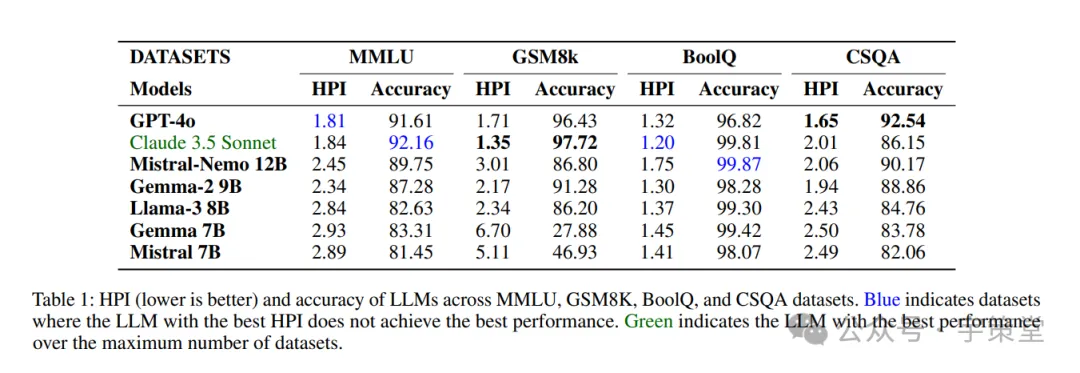 DATASETS MMLU GSM8k BoolQ CSQA
Models HPI Accuracy HPI Accuracy HPI Accuracy HPI Accuracy
GPT-4o 1.81 91.61 1.71 96.43 1.32 96.82 1.65 92.54
Claude 3.5 Sonnet 1.84 92.16 1.35 97.72 1.20 99.81 2.01 86.15
Mistral-Nemo 12B 2.45 89.75 3.01 86.80 1.75 99.87 2.06 90.17
Gemma-2 9B 2.34 87.28 2.17 91.28 1.30 98.28 1.94 88.86
Llama-3 8B 2.84 82.63 2.34 86.20 1.37 99.30 2.43 84.76
Gemma 7B 2.93 83.31 6.70 27.88 1.45 99.42 2.50 83.78
Mistral 7B 2.89 81.45 5.11 46.93 1.41 98.07 2.49 82.06
Table 1: HPI (lower is better) and accuracy of LLMs across MMLU, GSM8K, BoolQ, and CSQA datasets. Blue indicates datasets
where the LLM with the best HPI does not achieve the best performance. Green indicates the LLM with the best performance
over the maximum number of datasets.
公众号 · 予策堂